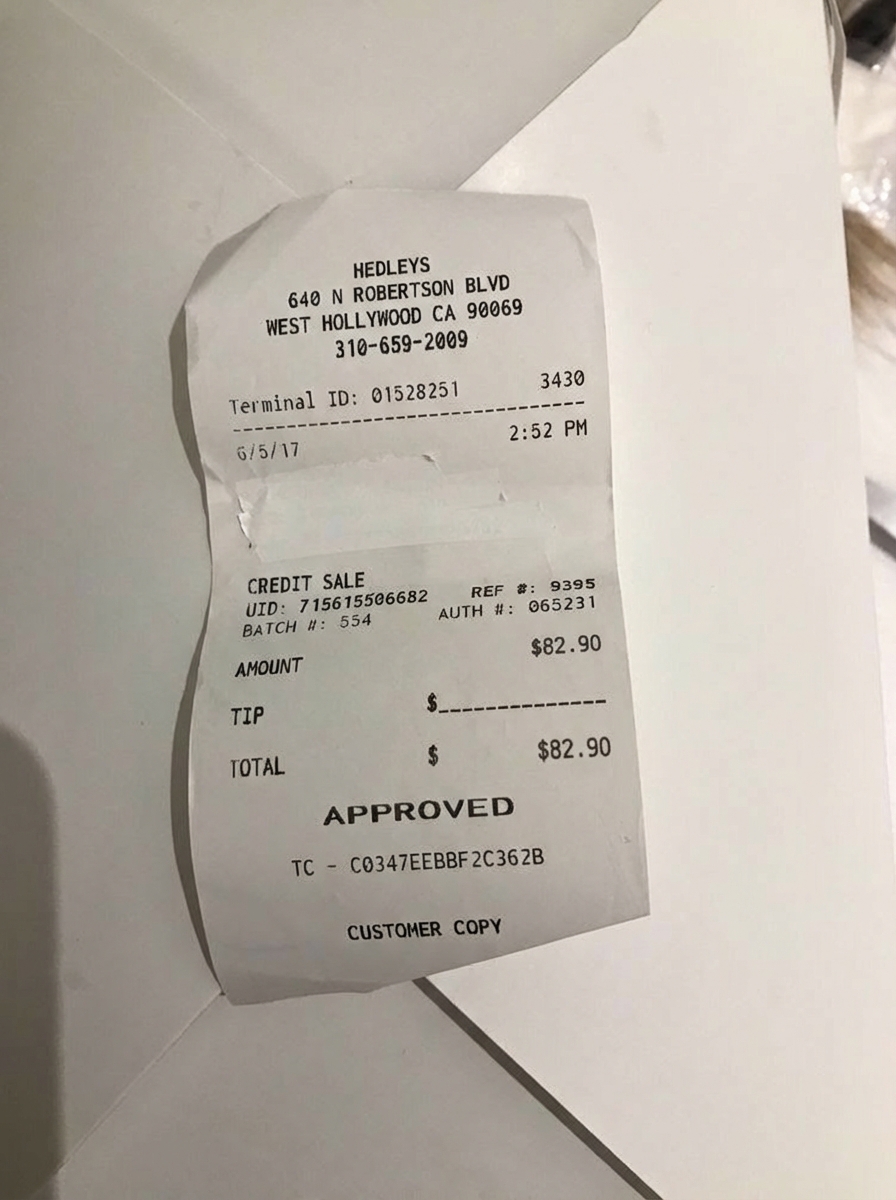 HEDLEYS
640 N ROBERTSON BLVD
WEST HOLLYWOOD CA 90069
310-659-2009
Terminal ID: 01528251 3430
6/5/17 2:52 PM
CREDIT SALE
UID: 715615506682 REF #: 9395
BATCH #: 554 AUTH #: 065231
AMOUNT $82.90
TIP $______________
TOTAL $ $82.90
APPROVED
TC - C0347EEBBF2C362B
CUSTOMER COPY